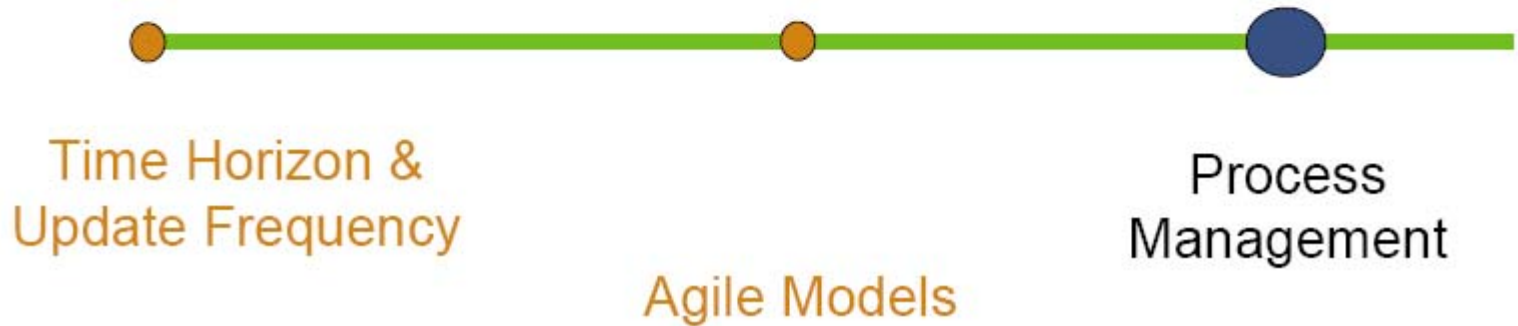 Time Horizon &
Update Frequency
Agile Models
Process
Management